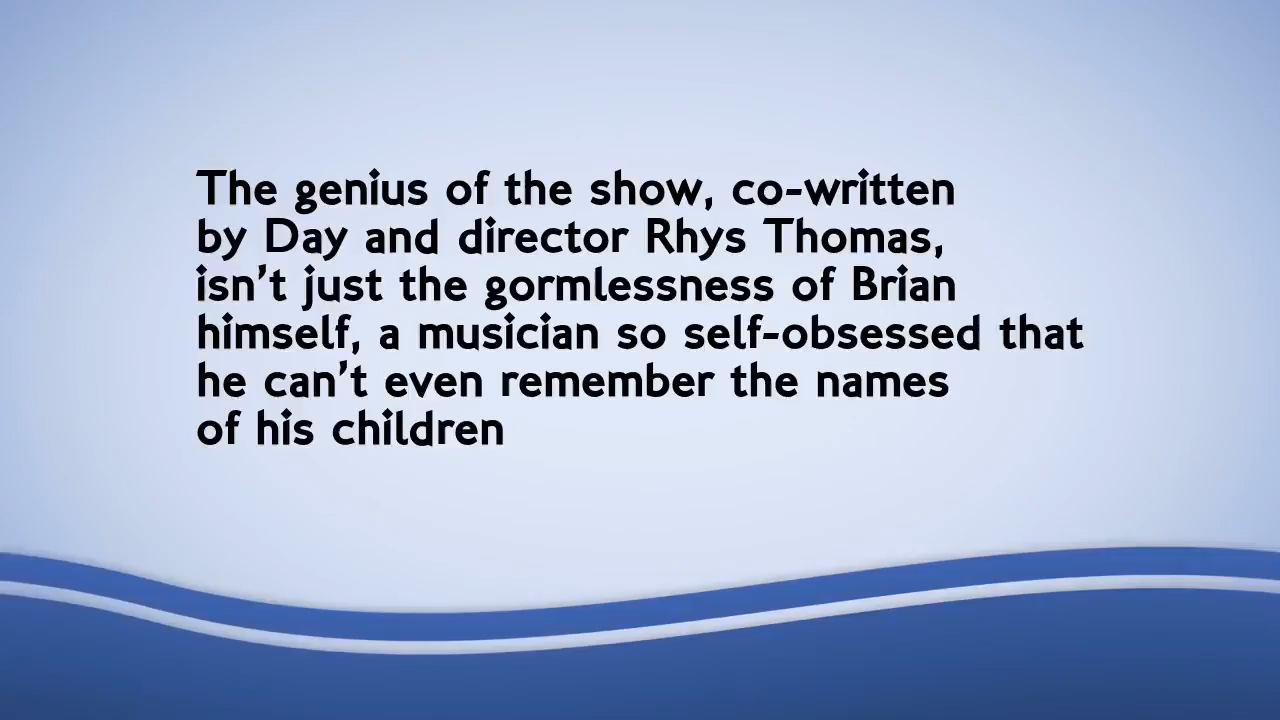 The genius of the show, co-written
by Day and director Rhys Thomas,
isn’t just the gormlessness of Brian
himself, a musician so self-obsessed that
he can’t even remember the names
of his children